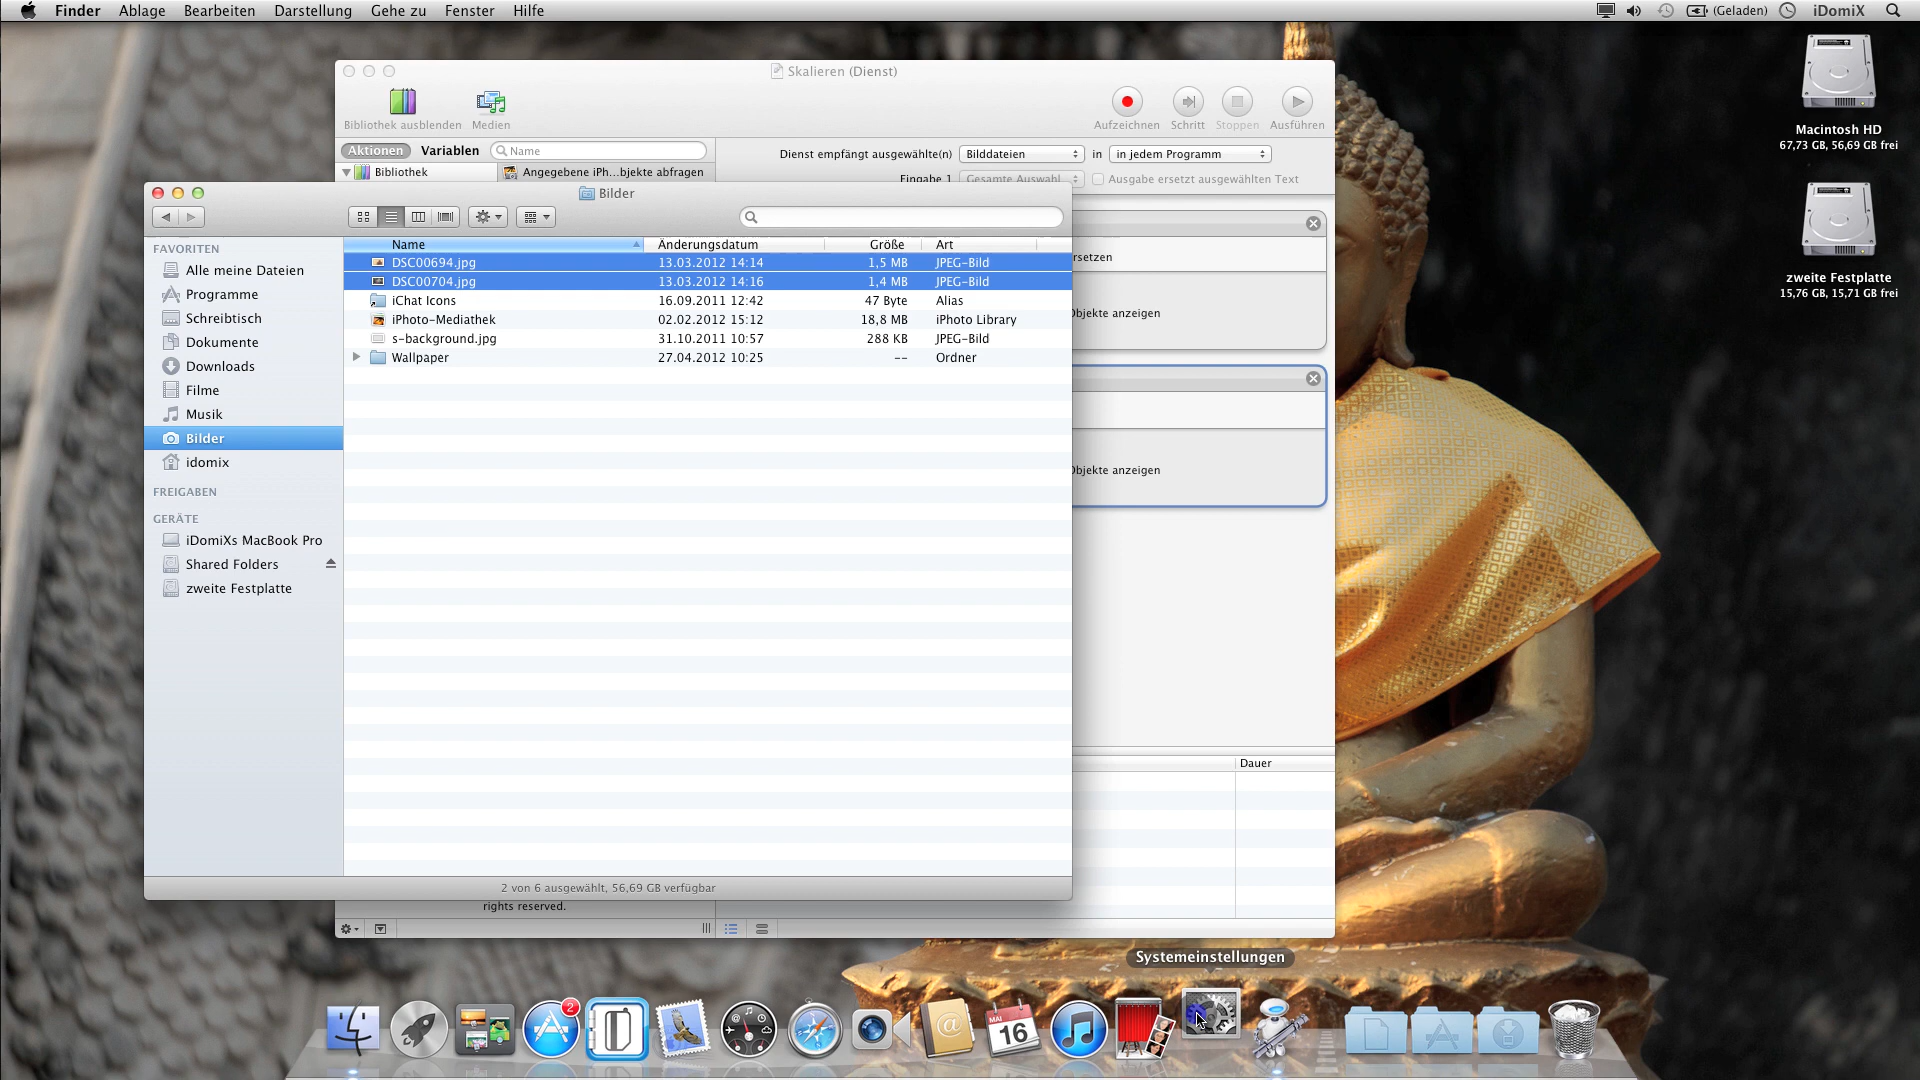 Finder Ablage Bearbeiten Darstellung Gehe zu Fenster Hilfe
(Geladen) iDomiX
Skalieren (Dienst)
Bibliothek ausblenden Medien
Aufzeichnen Schritt Stoppen Ausführen
Aktionen Variablen Name
Dienst empfängt ausgewählte(n) Bilddateien in in jedem Programm
Bibliothek Angegebene iPh...bjekte abfragen
Eingabe 1 Gesamte Auswahl Ausgabe ersetzt ausgewählten Text
Bilder
FAVORITEN
Alle meine Dateien
Programme
Schreibtisch
Dokumente
Downloads
Filme
Musik
Bilder
idomix
FREIGABEN
GERÄTE
iDomiXs MacBook Pro
Shared Folders
zweite Festplatte
Name Änderungsdatum Größe Art
DSC00694.jpg 13.03.2012 14:14 1,5 MB JPEG-Bild
DSC00704.jpg 13.03.2012 14:16 1,4 MB JPEG-Bild
iChat Icons 16.09.2011 12:42 47 Byte Alias
iPhoto-Mediathek 02.02.2012 15:12 18,8 MB iPhoto Library
s-background.jpg 31.10.2011 10:57 288 KB JPEG-Bild
Wallpaper 27.04.2012 10:25 -- Ordner
2 von 6 ausgewählt, 56,69 GB verfügbar
rsetzen
Objekte anzeigen
Objekte anzeigen
Dauer
rights reserved.
Macintosh HD
67,73 GB, 56,69 GB frei
zweite Festplatte
15,76 GB, 15,71 GB frei
Systemeinstellungen
2
MAI
16